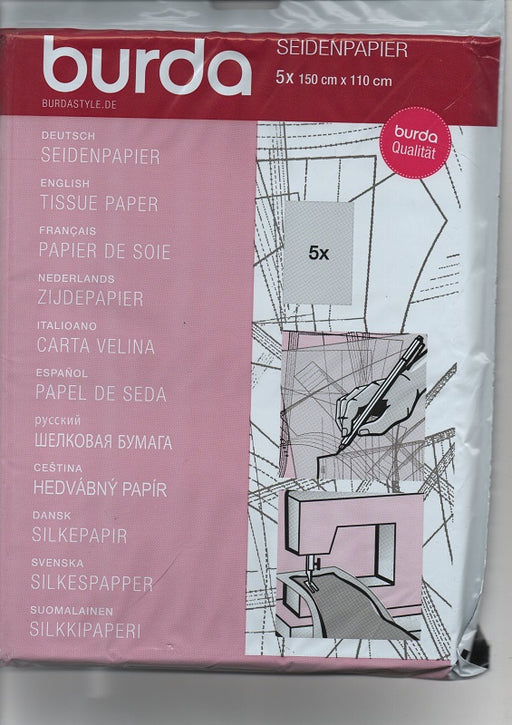 burda
BURDASTYLE.DE
SEIDENPAPIER
5x 150 cm x 110 cm
burda
Qualität
DEUTSCH
SEIDENPAPIER
ENGLISH
TISSUE PAPER
FRANÇAIS
PAPIER DE SOIE
NEDERLANDS
ZIJDEPAPIER
ITALIOANO
CARTA VELINA
ESPAÑOL
PAPEL DE SEDA
русский
ШЕЛКОВАЯ БУМАГА
ČEŠTINA
HEDVÁBNÝ PAPÍR
DANSK
SILKEPAPIR
SVENSKA
SILKESPAPPER
SUOMALAINEN
SILKKIPAPERI
5x